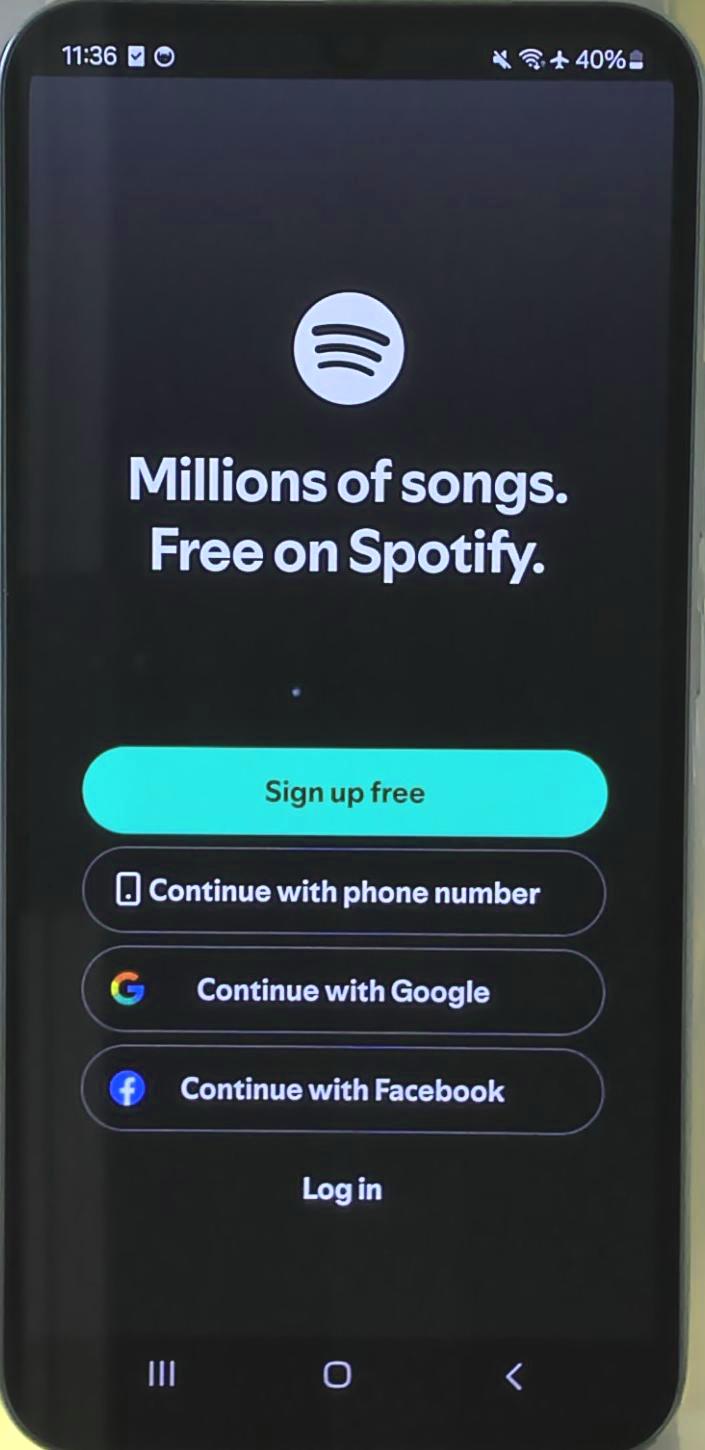 11:36 40%
Millions of songs.
Free on Spotify.
Sign up free
Continue with phone number
Continue with Google
Continue with Facebook
Log in